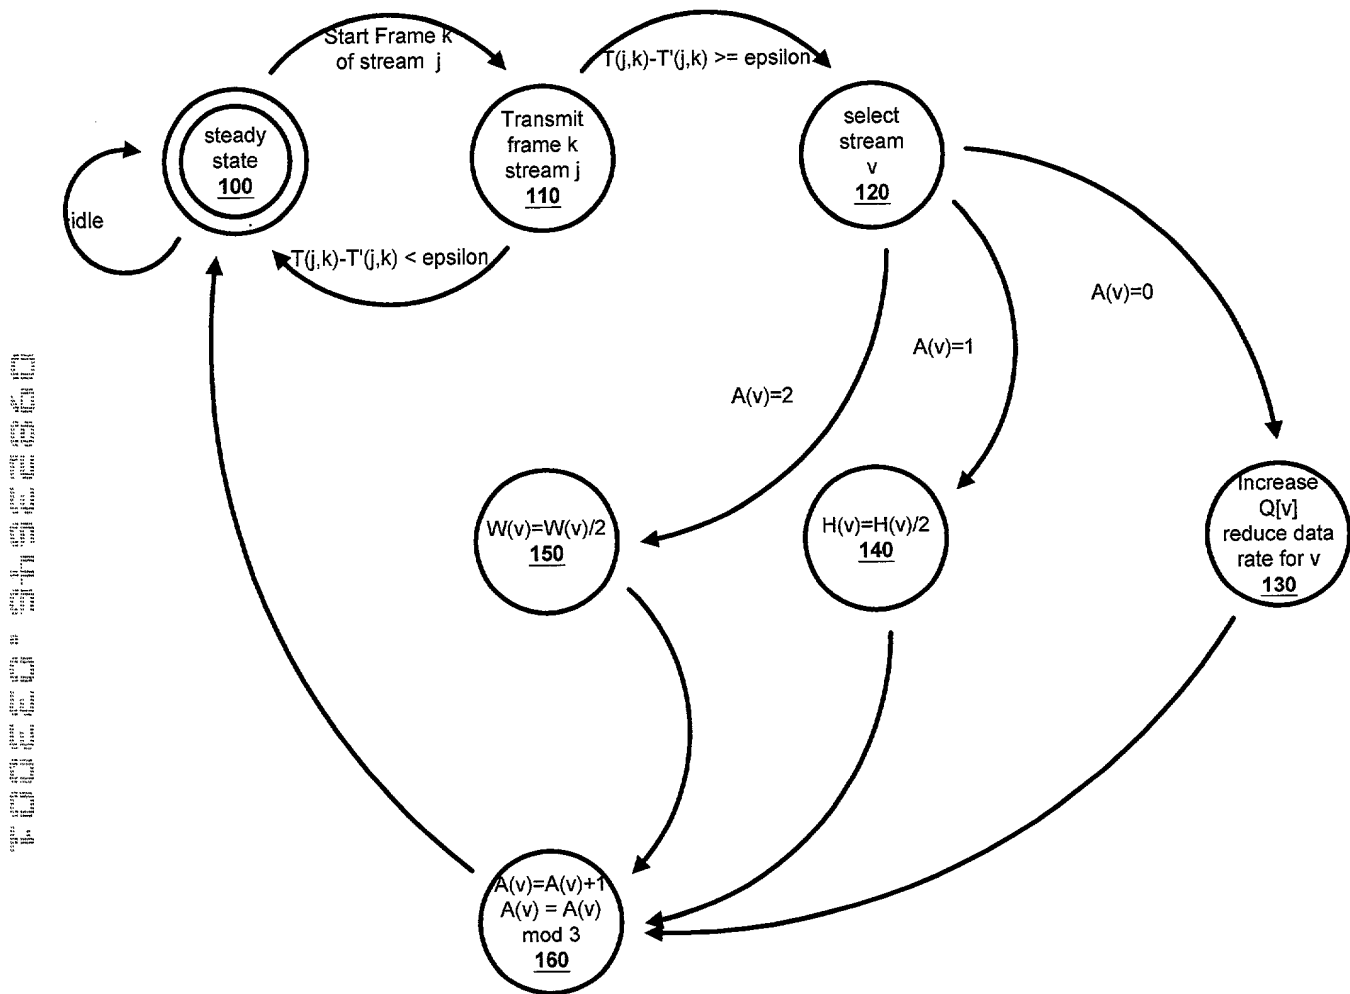 Start Frame k
of stream j
T(j,k)-T'(j,k) >= epsilon
steady
state
100
Transmit
frame k
stream j
110
select
stream
v
120
idle
T(j,k)-T'(j,k) < epsilon
A(v)=0
A(v)=1
A(v)=2
W(v)=W(v)/2
150
H(v)=H(v)/2
140
Increase
Q[v]
reduce data
rate for v
130
A(v)=A(v)+1
A(v) = A(v)
mod 3
160